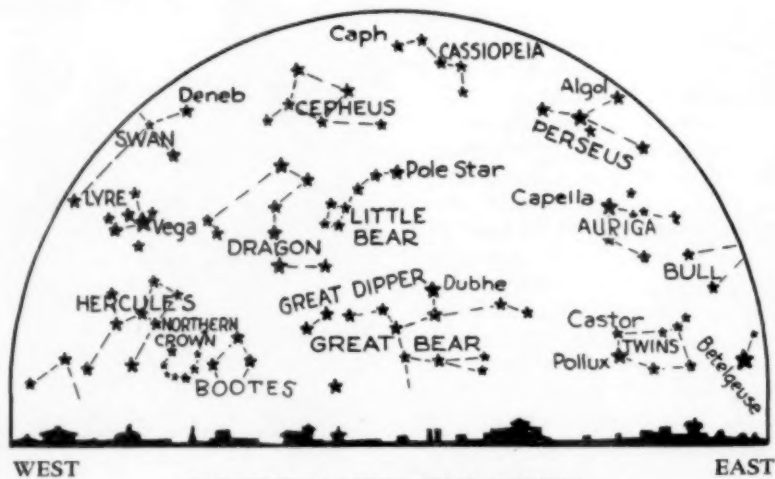 Caph
CASSIOPEIA
Deneb
CEPHEUS
Algol
SWAN
PERSEUS
LYRE
Pole Star
Capella
Vega
LITTLE
BEAR
AURIGA
DRAGON
BULL
HERCULES
GREAT DIPPER
Dubhe
NORTHERN
CROWN
GREAT BEAR
Castor
TWINS
Pollux
Betelgeuse
BOOTES
WEST
EAST